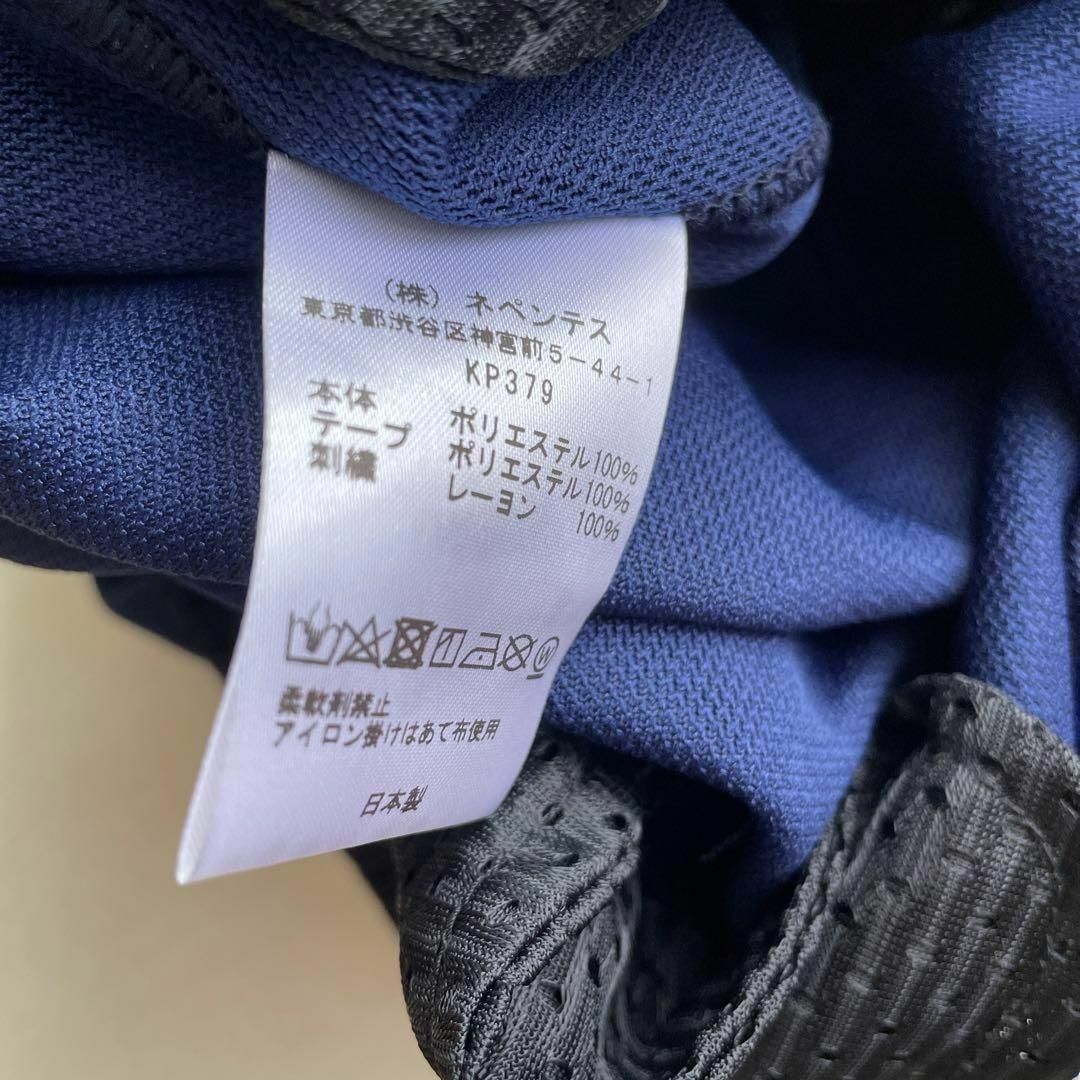 (株) ネペンテス
東京都渋谷区神宮前5-44-1
KP379
本体 ポリエステル100%
テープ ポリエステル100%
刺繍 レーヨン 100%
柔軟剤禁止
アイロン掛けはあて布使用
日本製